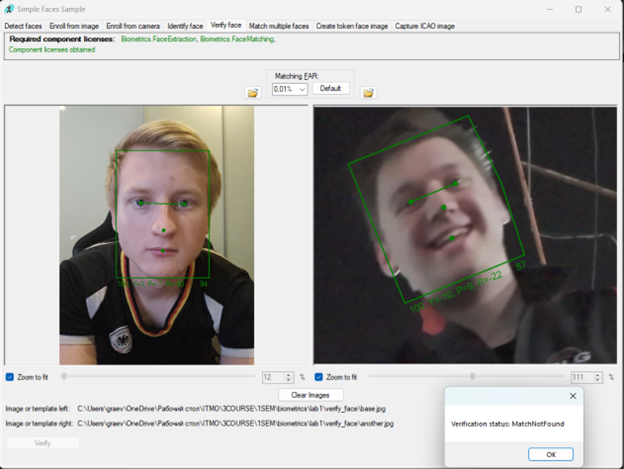 Simple Faces Sample
Detect faces Enroll from image Enroll from camera Identify face Verify face Match multiple faces Create token face image Capture ICAO image
Required component licenses: Biometrics.FaceExtraction, Biometrics.FaceMatching,
Component licenses obtained
Matching FAR:
0,01% Default
94
87
Zoom to fit 12 % Zoom to fit 111 %
Clear Images
Image or template left: C:\Users\graev\OneDrive\Рабочий стол\ITMO\3COURSE\1SEM\biometrics\lab1\verify_face\base.jpg
Image or template right: C:\Users\graev\OneDrive\Рабочий стол\ITMO\3COURSE\1SEM\biometrics\lab1\verify_face\another.jpg
Verify
Verification status: MatchNotFound
OK